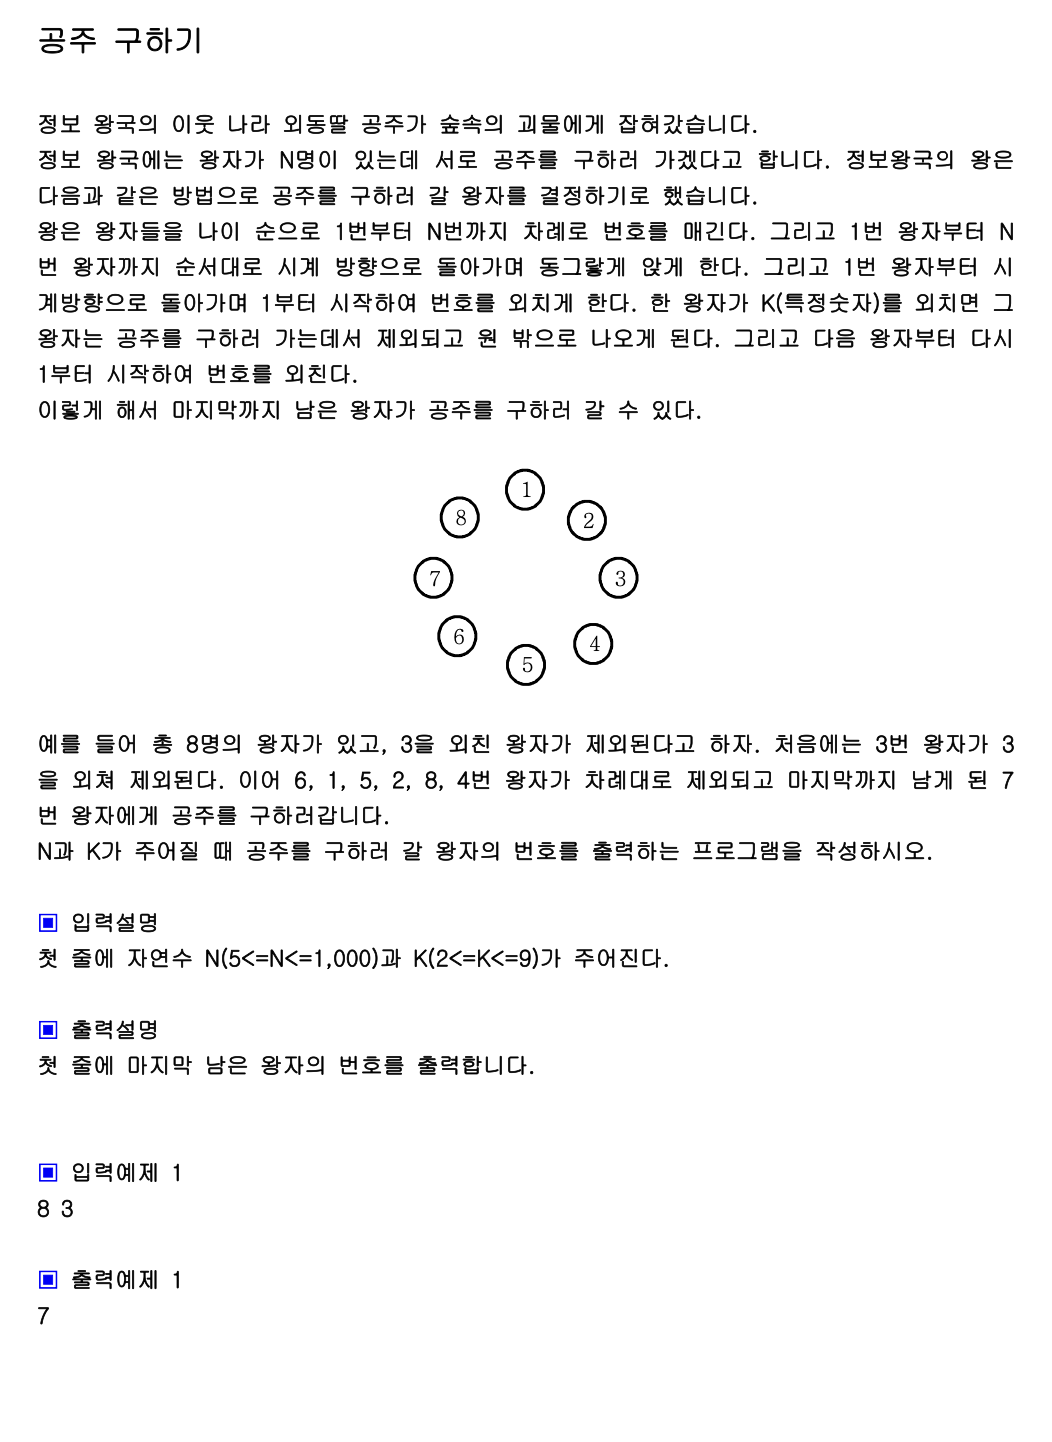 공주 구하기
정보 왕국의 이웃 나라 외동딸 공주가 숲속의 괴물에게 잡혀갔습니다.
정보 왕국에는 왕자가 N명이 있는데 서로 공주를 구하러 가겠다고 합니다. 정보왕국의 왕은
다음과 같은 방법으로 공주를 구하러 갈 왕자를 결정하기로 했습니다.
왕은 왕자들을 나이 순으로 1번부터 N번까지 차례로 번호를 매긴다. 그리고 1번 왕자부터 N
번 왕자까지 순서대로 시계 방향으로 돌아가며 동그랗게 앉게 한다. 그리고 1번 왕자부터 시
계방향으로 돌아가며 1부터 시작하여 번호를 외치게 한다. 한 왕자가 K(특정숫자)를 외치면 그
왕자는 공주를 구하러 가는데서 제외되고 원 밖으로 나오게 된다. 그리고 다음 왕자부터 다시
1부터 시작하여 번호를 외친다.
이렇게 해서 마지막까지 남은 왕자가 공주를 구하러 갈 수 있다.
1
8
2
7
3
6
4
5
예를 들어 총 8명의 왕자가 있고, 3을 외친 왕자가 제외된다고 하자. 처음에는 3번 왕자가 3
을 외쳐 제외된다. 이어 6, 1, 5, 2, 8, 4번 왕자가 차례대로 제외되고 마지막까지 남게 된 7
번 왕자에게 공주를 구하러갑니다.
N과 K가 주어질 때 공주를 구하러 갈 왕자의 번호를 출력하는 프로그램을 작성하시오.
▣ 입력설명
첫 줄에 자연수 N(5<=N<=1,000)과 K(2<=K<=9)가 주어진다.
▣ 출력설명
첫 줄에 마지막 남은 왕자의 번호를 출력합니다.
▣ 입력예제 1
8 3
▣ 출력예제 1
7